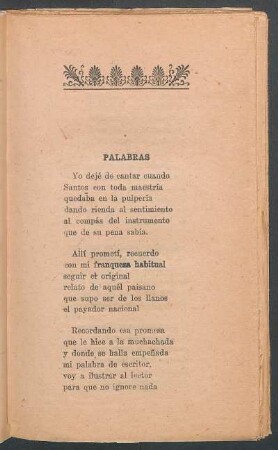 PALABRAS
Yo dejé de cantar cuando
Santos con toda maestría
quedaba en la pulpería
dando rienda al sentimiento
al compás del instrumento
que de su pena sabía.
Allí prometí, recuerdo
con mi franqueza habitual
seguir el original
relato de aquél paisano
que supo ser de los llanos
el payador nacional
Recordando esa promesa
que le hice a la muchachada
y donde se halla empeñada
mi palabra de escritor,
voy a ilustrar al lector
para que no ignore nada